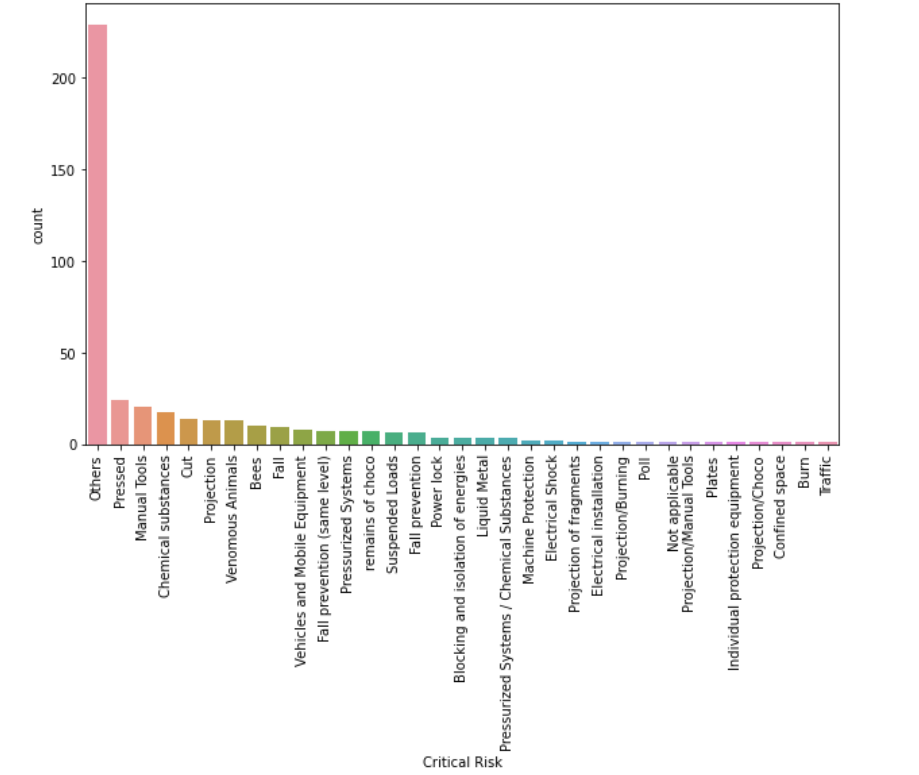 200
150
100
50
0
count
Others
Pressed
Manual Tools
Chemical substances
Cut
Projection
Venomous Animals
Bees
Fall
Vehicles and Mobile Equipment
Fall prevention (same level)
Pressurized Systems
remains of choco
Suspended Loads
Fall prevention
Power lock
Blocking and isolation of energies
Liquid Metal
Pressurized Systems / Chemical Substances
Machine Protection
Electrical Shock
Projection of fragments
Electrical installation
Projection/Burning
Poll
Not applicable
Projection/Manual Tools
Plates
Individual protection equipment
Projection/Choco
Confined space
Burn
Traffic
Critical Risk